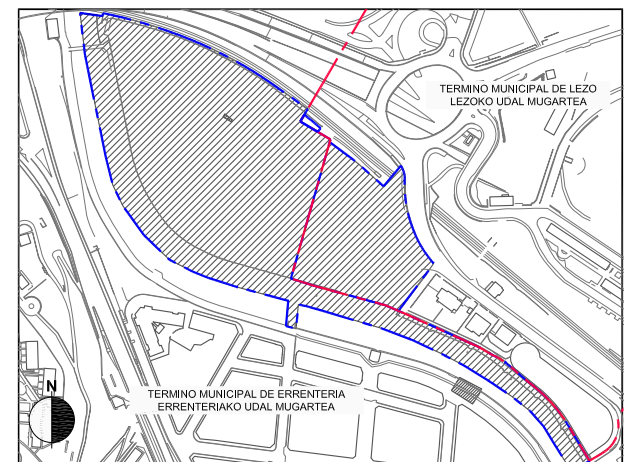 TERMINO MUNICIPAL DE LEZO
LEZOKO UDAL MUGARTEA
TERMINO MUNICIPAL DE ERRENTERIA
ERRENTERIAKO UDAL MUGARTEA
N